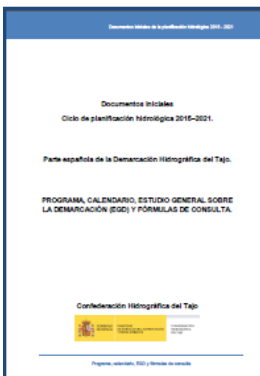 Documentos iniciales de la planificación hidrológica 2015 - 2021
Documentos Iniciales
Ciclo de planificación hidrológica 2015–2021.
Parte española de la Demarcación Hidrográfica del Tajo.
PROGRAMA, CALENDARIO, ESTUDIO GENERAL SOBRE
LA DEMARCACIÓN (EGD) Y FÓRMULAS DE CONSULTA.
Confederación Hidrográfica del Tajo
Programa, calendario, EGD y fórmulas de consulta